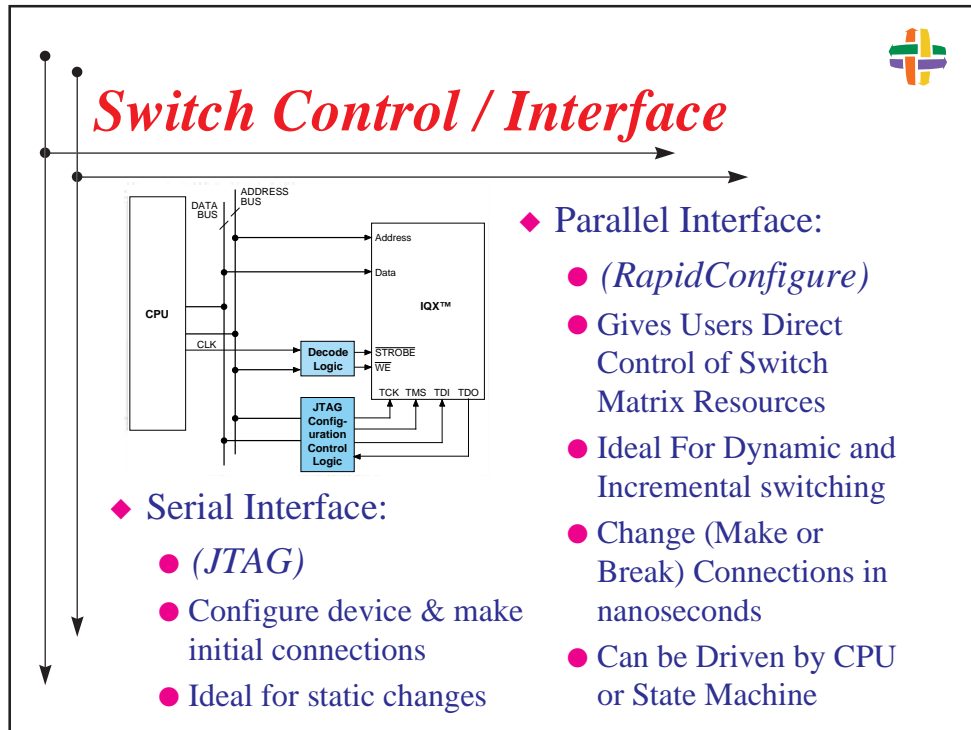 Switch Control / Interface
ADDRESS
BUS
DATA
BUS
Address
Data
CPU
IQX™
CLK
Decode
Logic
STROBE
WE
TCK TMS TDI TDO
JTAG
Config-
uration
Control
Logic
Serial Interface:
(JTAG)
Configure device & make
initial connections
Ideal for static changes
Parallel Interface:
(RapidConfigure)
Gives Users Direct
Control of Switch
Matrix Resources
Ideal For Dynamic and
Incremental switching
Change (Make or
Break) Connections in
nanoseconds
Can be Driven by CPU
or State Machine